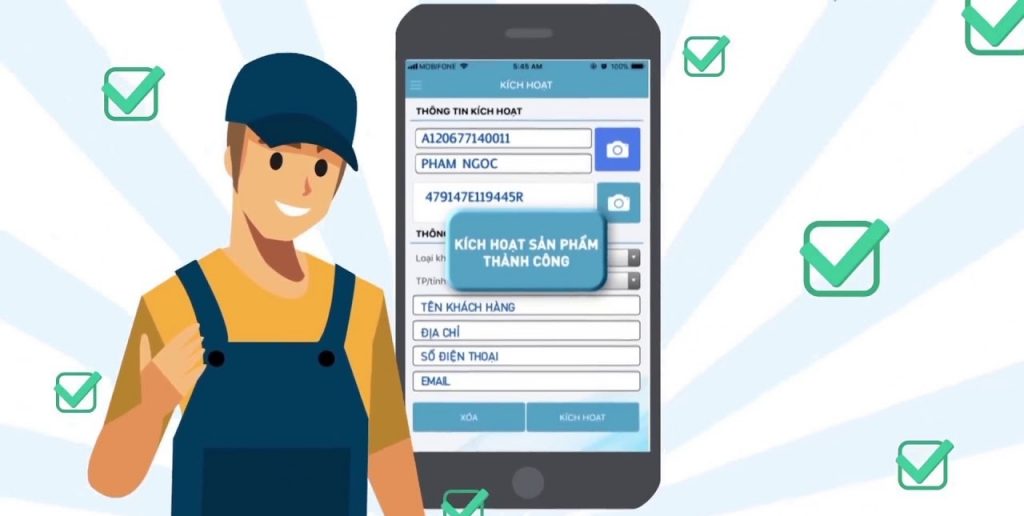 MOBIFONE 5:45 AM 100%
KÍCH HOẠT
THÔNG TIN KÍCH HOẠT
A120677140011
PHAM NGOC
479147E119445R
THÔNG
KÍCH HOẠT SẢN PHẨM
THÀNH CÔNG
Loại kh
TP/tỉnh
TÊN KHÁCH HÀNG
ĐỊA CHỈ
SỐ ĐIỆN THOẠI
EMAIL
XÓA KÍCH HOẠT